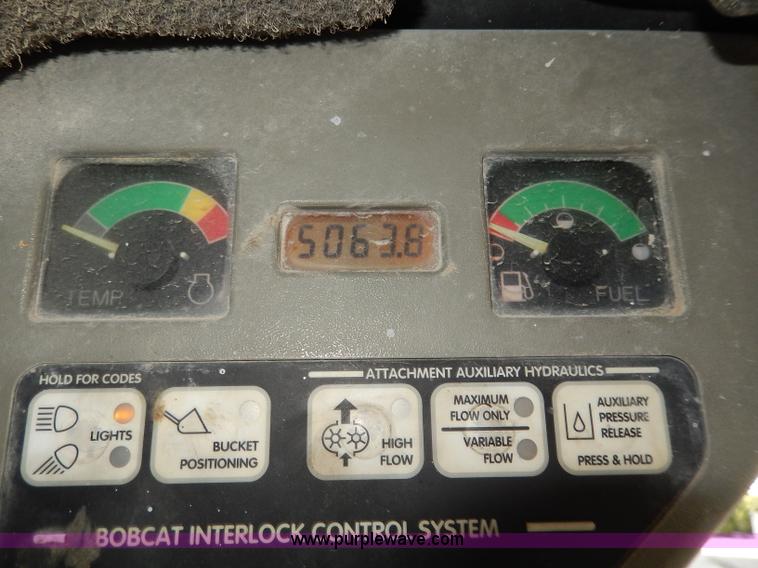 5063.8
TEMP
FUEL
HOLD FOR CODES
ATTACHMENT AUXILIARY HYDRAULICS
LIGHTS
BUCKET
POSITIONING
HIGH
FLOW
MAXIMUM
FLOW ONLY
VARIABLE
FLOW
AUXILIARY
PRESSURE
RELEASE
PRESS & HOLD
BOBCAT INTERLOCK CONTROL SYSTEM
www.purplewave.com